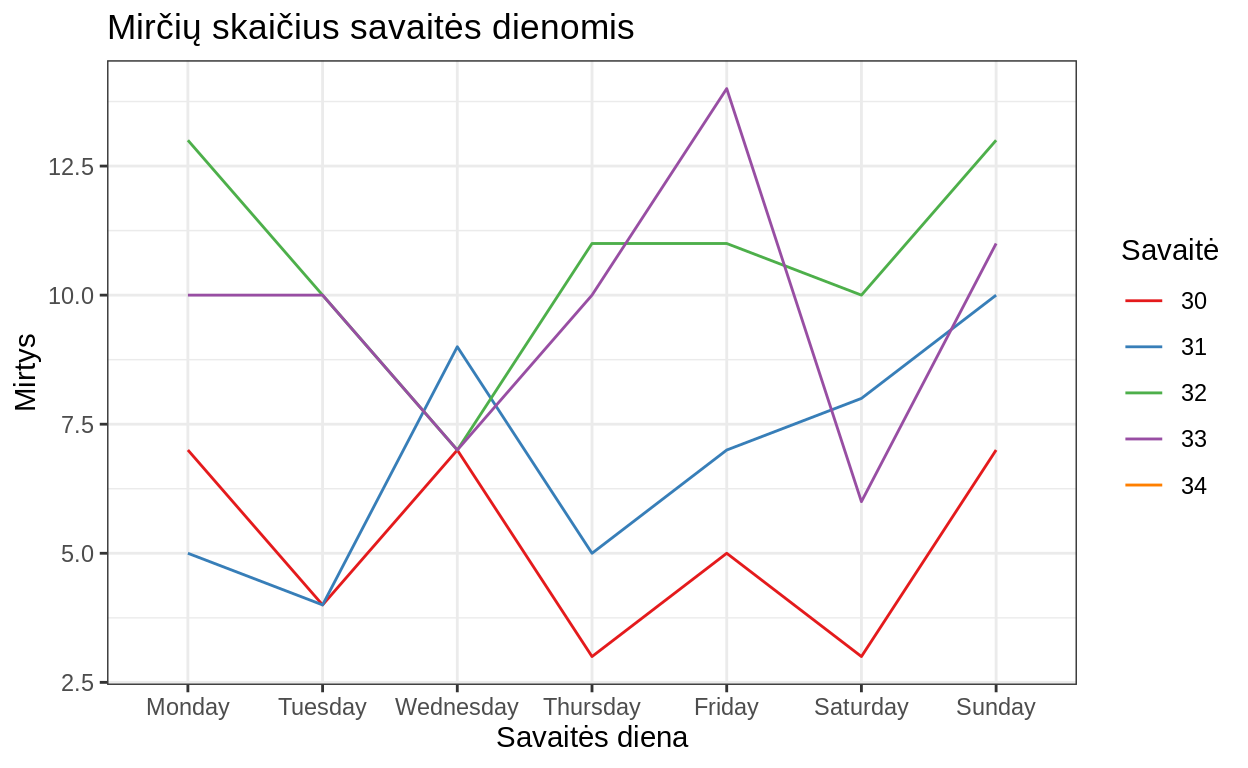 Mirčių skaičius savaitės dienomis
Mirtys
12.5
10.0
7.5
5.0
2.5
Monday Tuesday Wednesday Thursday Friday Saturday Sunday
Savaitės diena
Savaitė
30
31
32
33
34